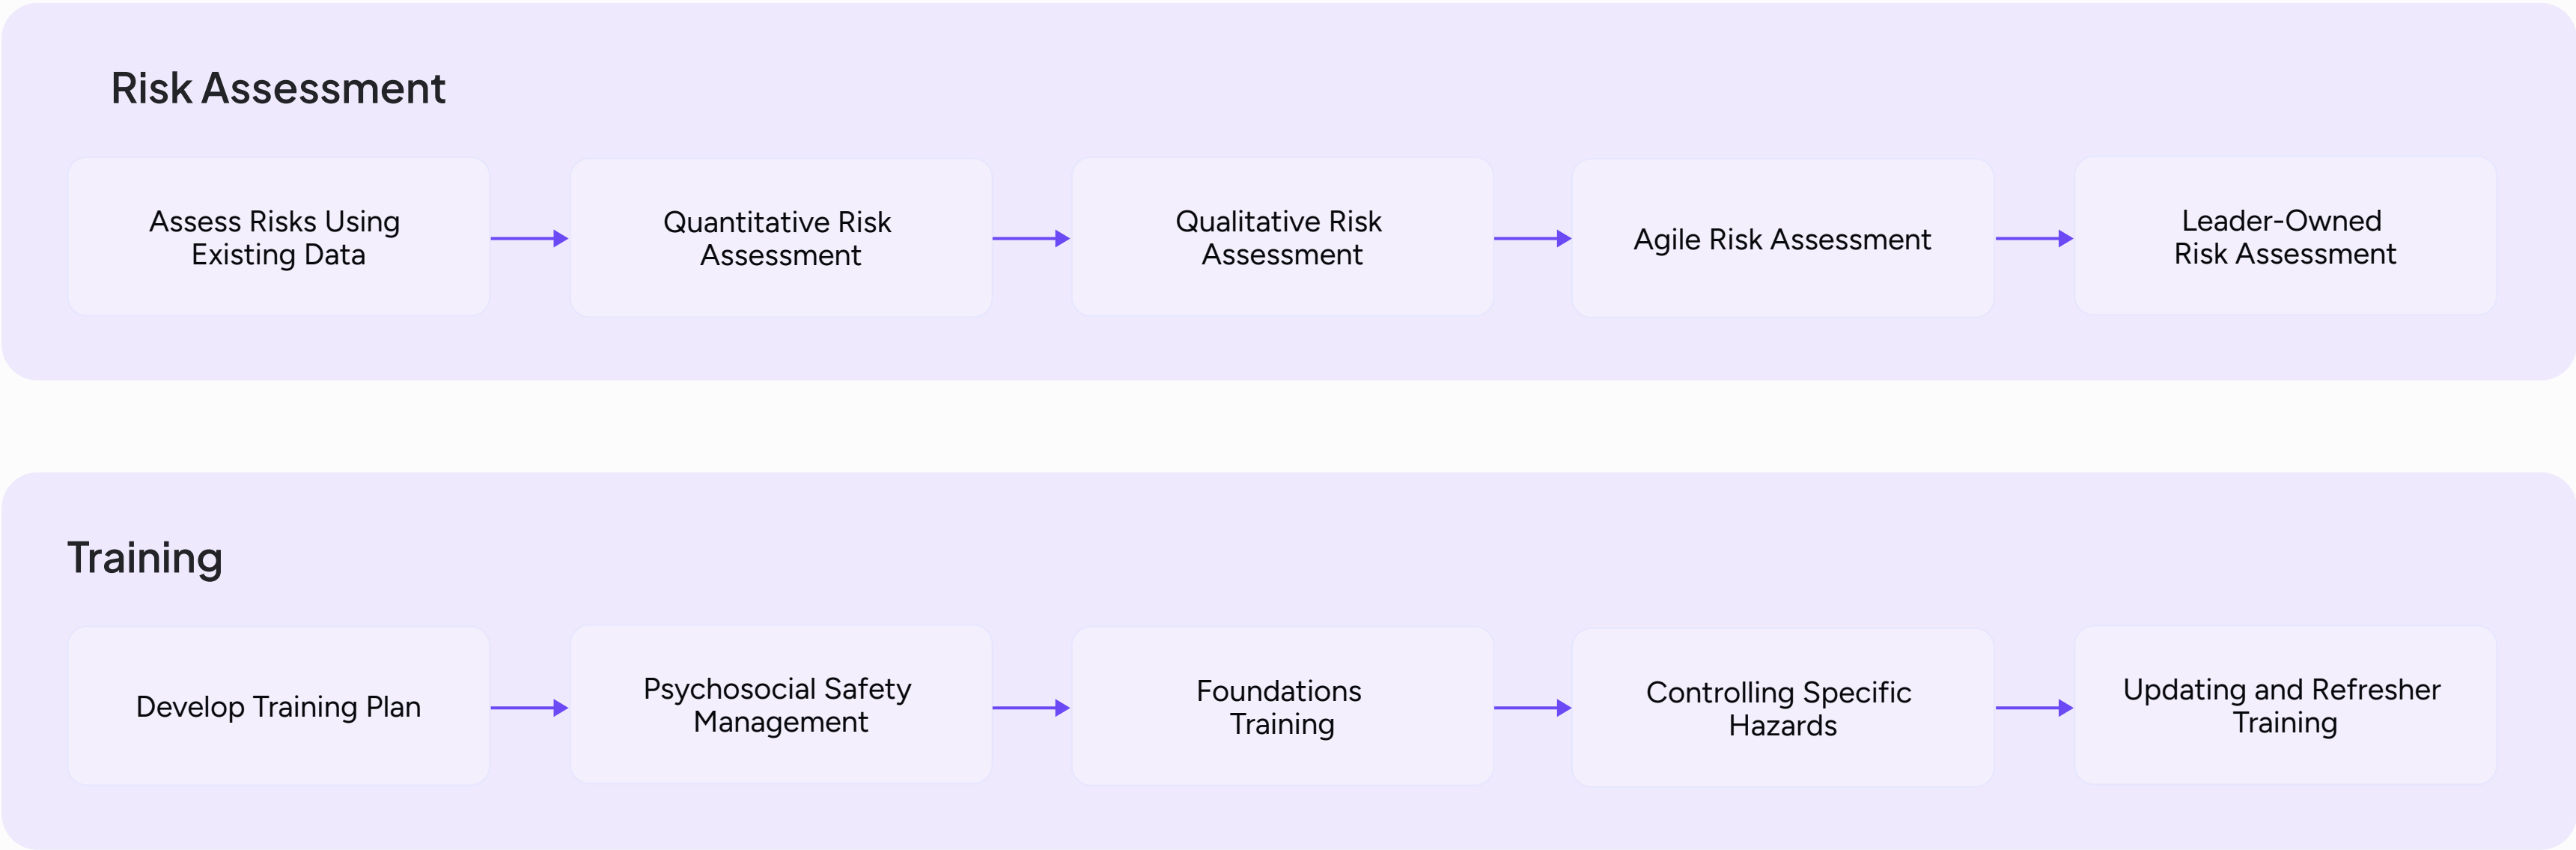 Risk Assessment
Assess Risks Using
Existing Data
Quantitative Risk
Assessment
Qualitative Risk
Assessment
Agile Risk Assessment
Leader-Owned
Risk Assessment
Training
Develop Training Plan
Psychosocial Safety
Management
Foundations
Training
Controlling Specific
Hazards
Updating and Refresher
Training